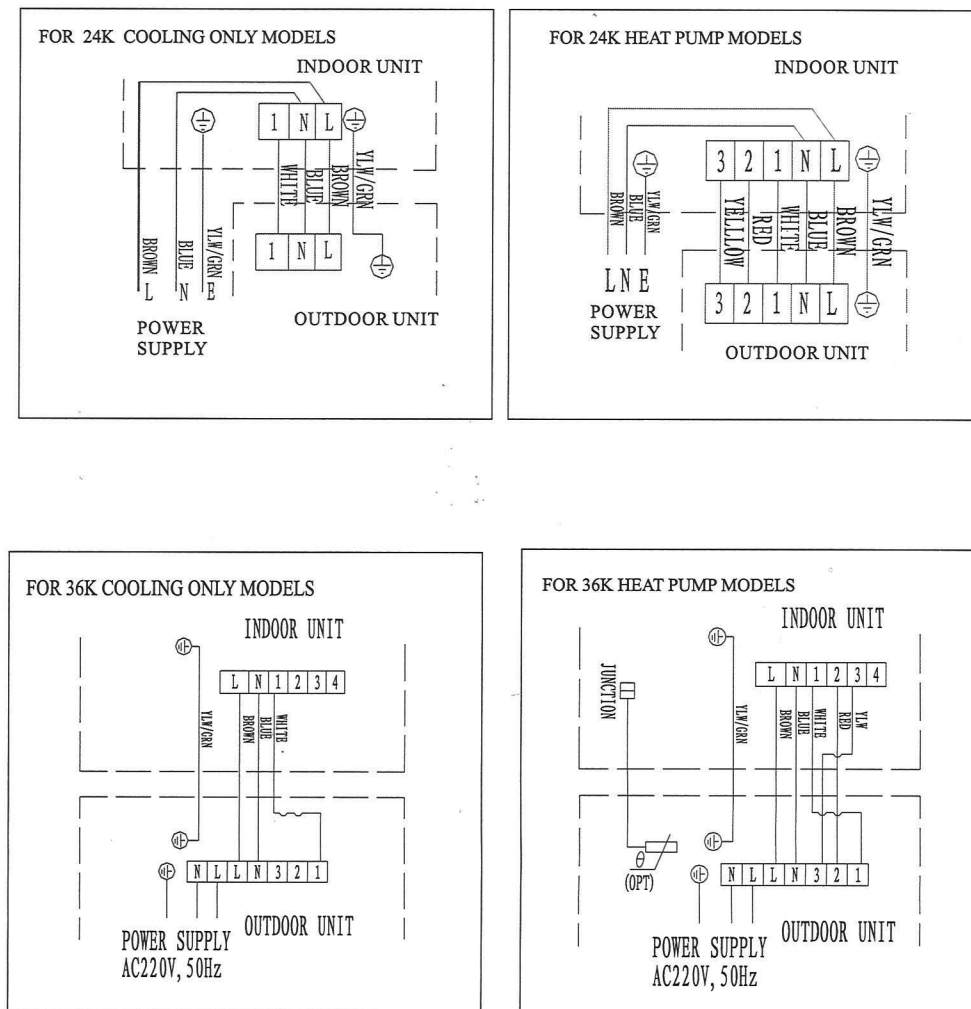 FOR 24K COOLING ONLY MODELS
INDOOR UNIT
1 N L
WHITE
BLUE
BROWN
YLW/GRN
1 N L
BROWN
BLUE
YLW/GRN
L N E
POWER
SUPPLY
OUTDOOR UNIT
FOR 24K HEAT PUMP MODELS
INDOOR UNIT
3 2 1 N L
BROWN
BLUE
YLW/GRN
YELLLOW
RED
WHITE
BLUE
BROWN
YLW/GRN
L N E
POWER
SUPPLY
3 2 1 N L
OUTDOOR UNIT
FOR 36K COOLING ONLY MODELS
INDOOR UNIT
L N 1 2 3 4
YLW/GRN
BROWN
BLUE
WHITE
N L L N 3 2 1
OUTDOOR UNIT
POWER SUPPLY
AC220V, 50Hz
FOR 36K HEAT PUMP MODELS
INDOOR UNIT
JUNCTION
L N 1 2 3 4
YLW/GRN
BROWN
BLUE
WHITE
RED
YLW
θ
(OPT)
N L L N 3 2 1
OUTDOOR UNIT
POWER SUPPLY
AC220V, 50Hz